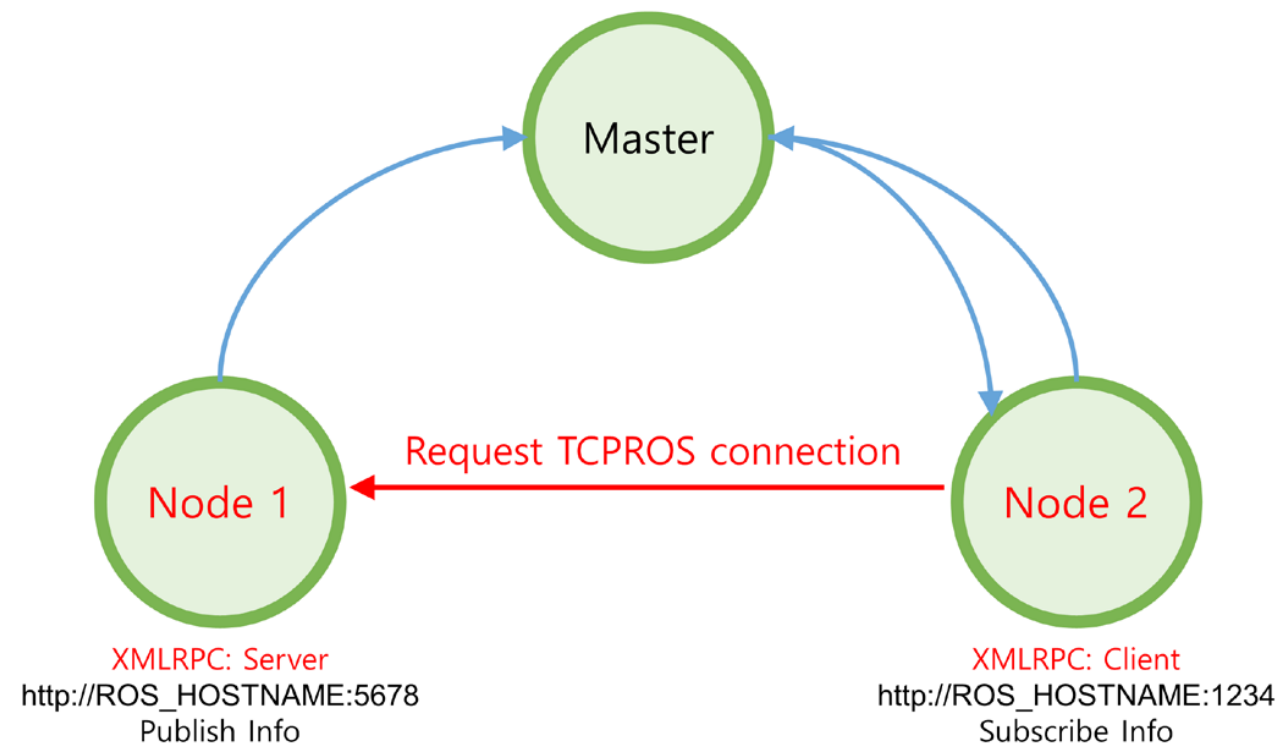 Master
Request TCPROS connection
Node 1
Node 2
XMLRPC: Server
http://ROS_HOSTNAME:5678
Publish Info
XMLRPC: Client
http://ROS_HOSTNAME:1234
Subscribe Info